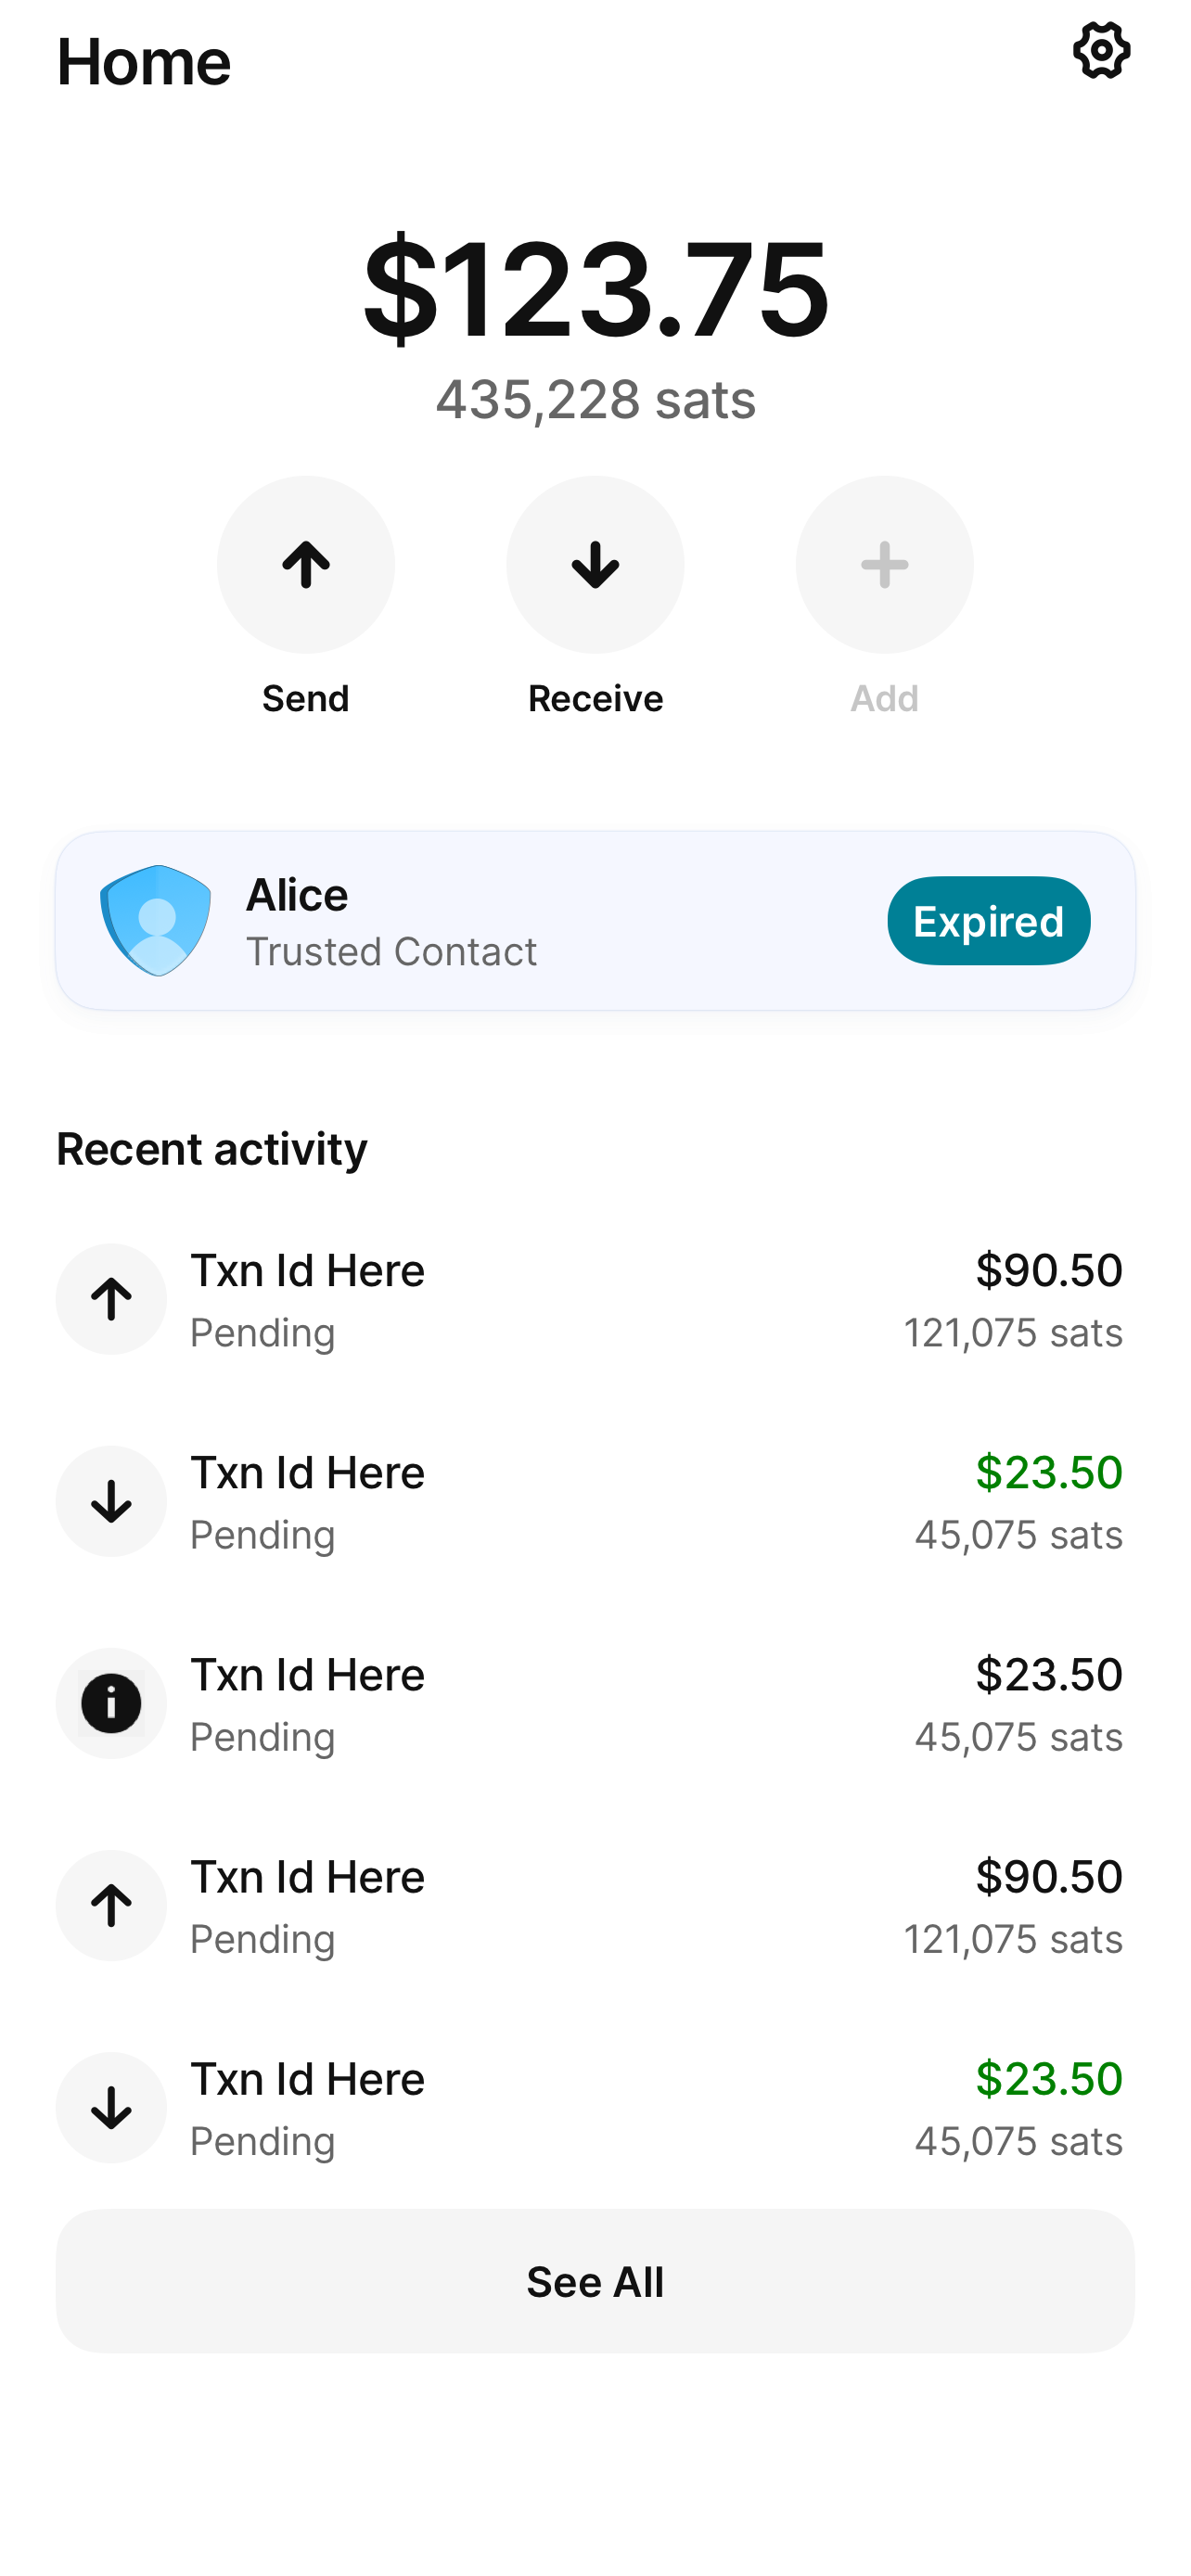 Home
$123.75
435,228 sats
Send
Receive
Add
Alice
Trusted Contact
Expired
Recent activity
Txn Id Here
$90.50
Pending
121,075 sats
Txn Id Here
$23.50
Pending
45,075 sats
Txn Id Here
$23.50
Pending
45,075 sats
Txn Id Here
$90.50
Pending
121,075 sats
Txn Id Here
$23.50
Pending
45,075 sats
See All